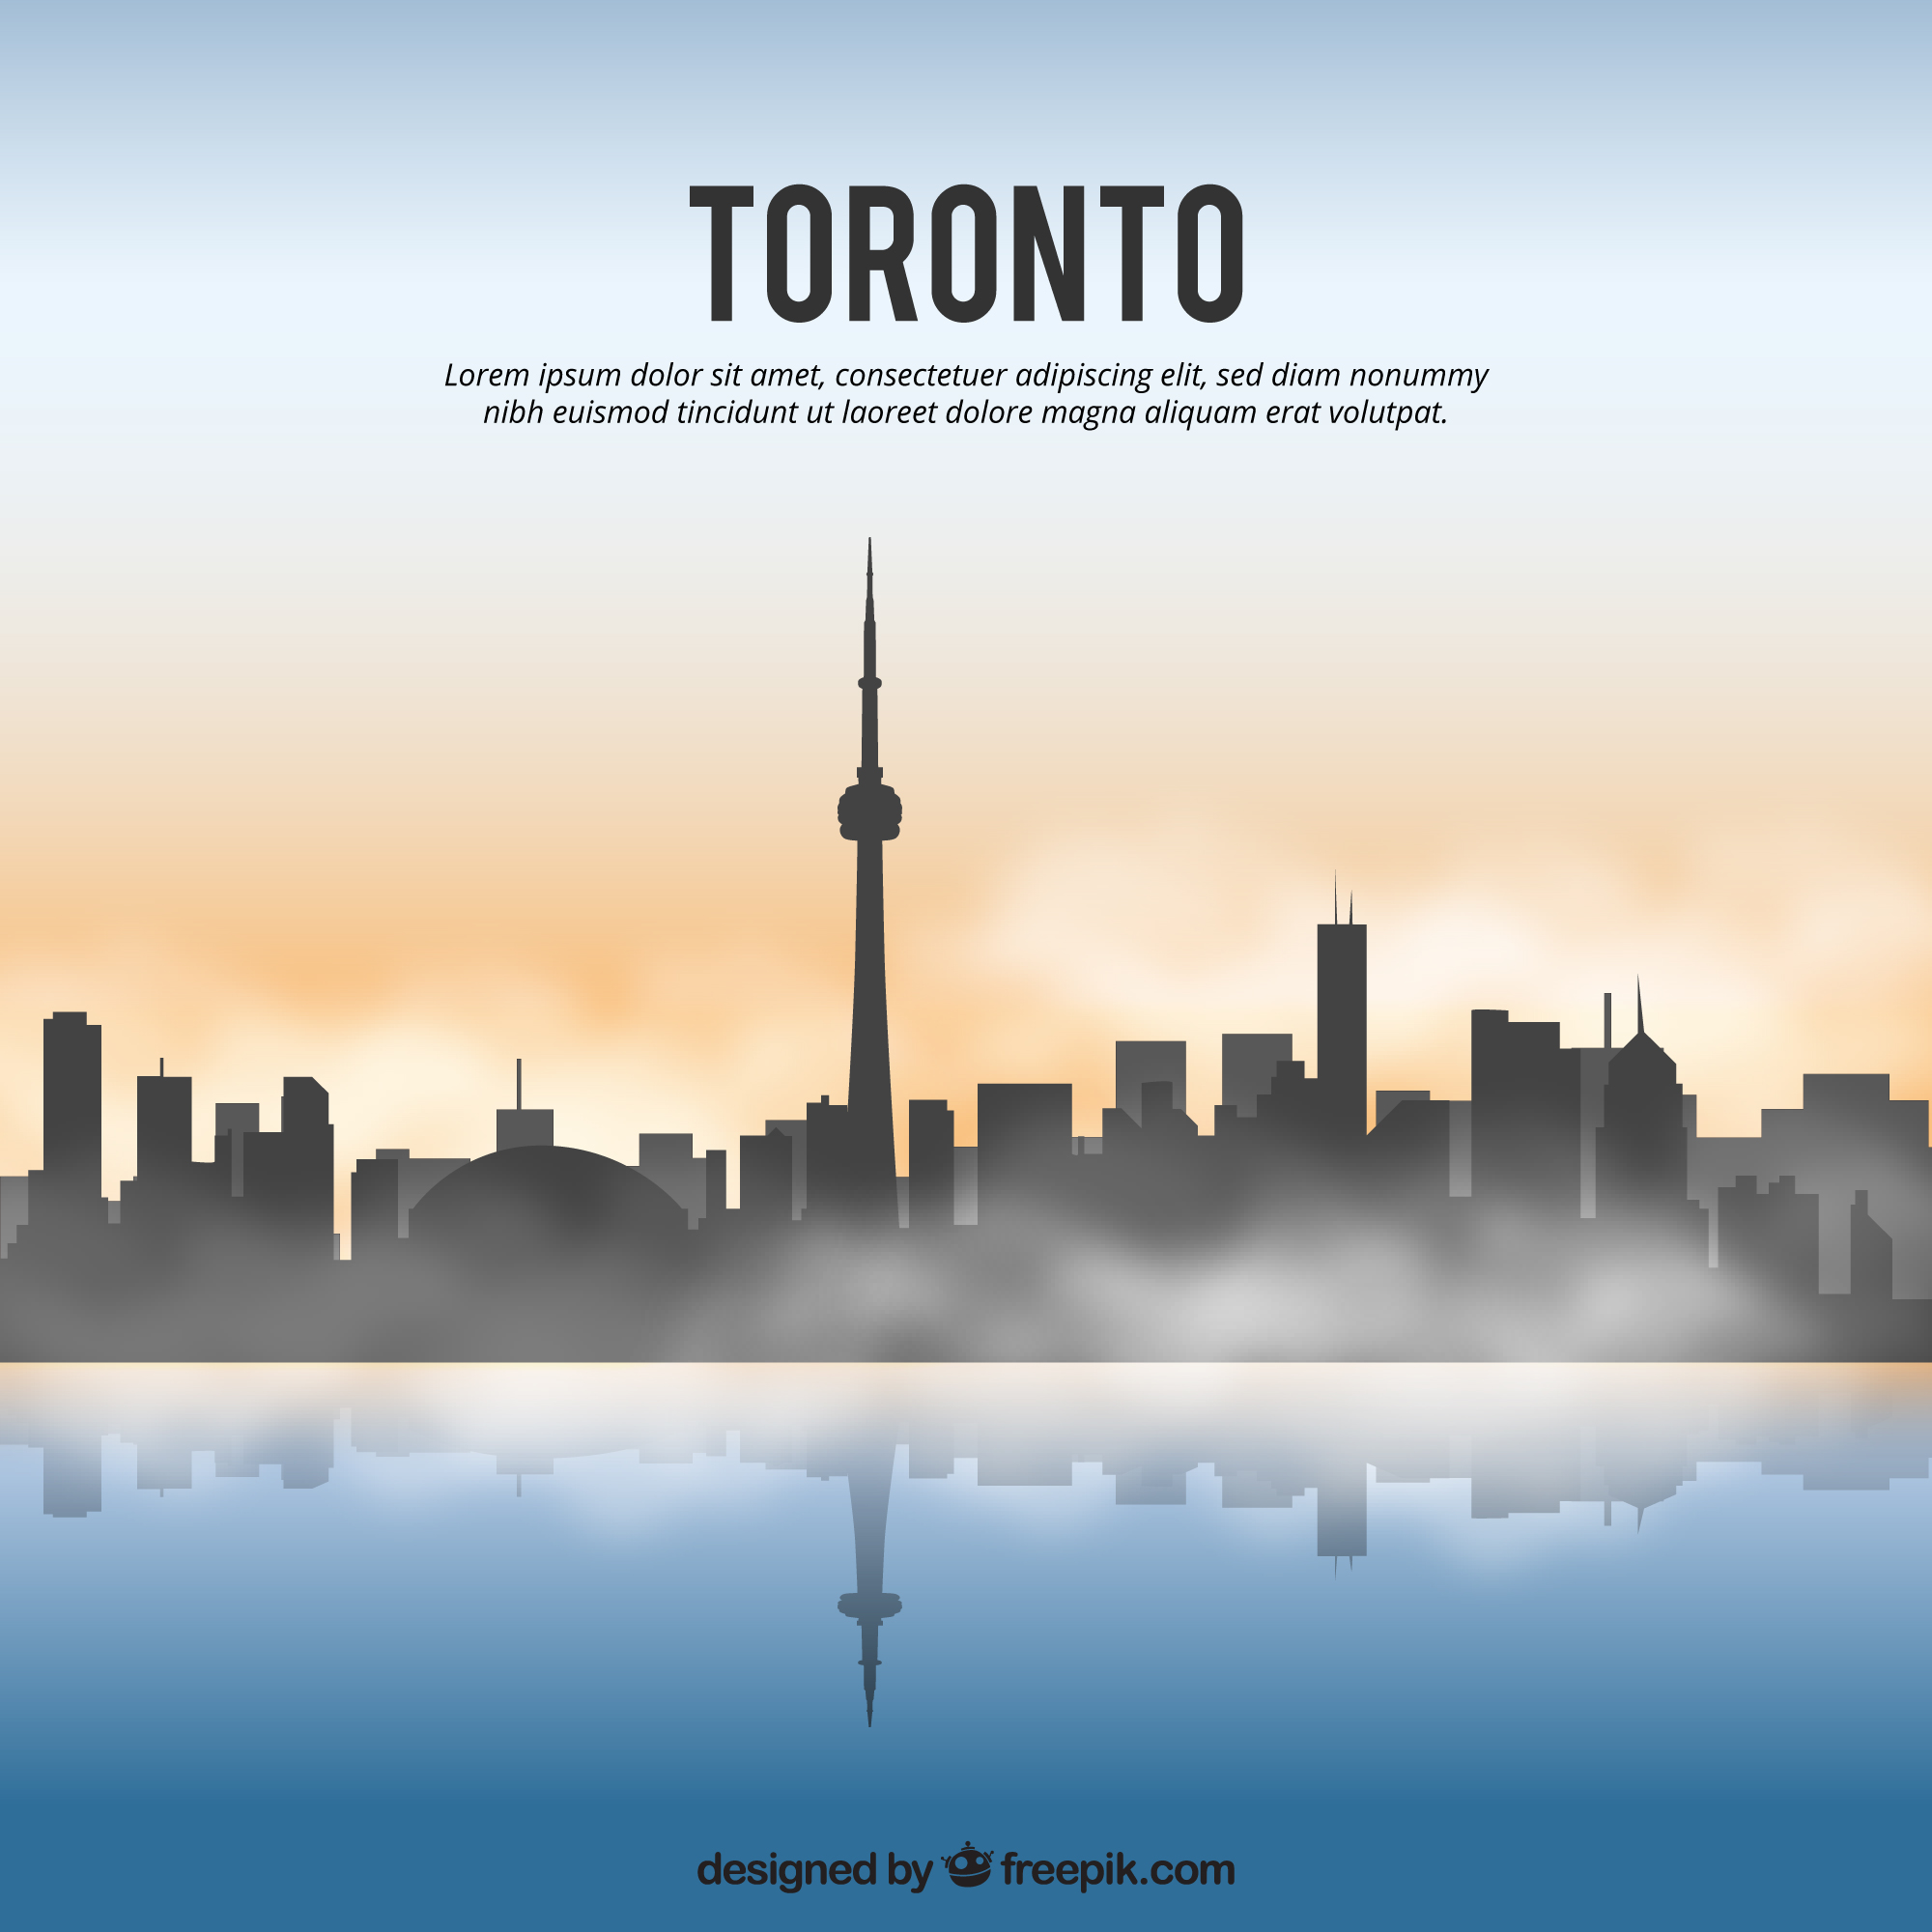 TORONTO
Lorem ipsum dolor sit amet, consectetuer adipiscing elit, sed diam nonummy
nibh euismod tincidunt ut laoreet dolore magna aliquam erat volutpat.
designed by freepik.com